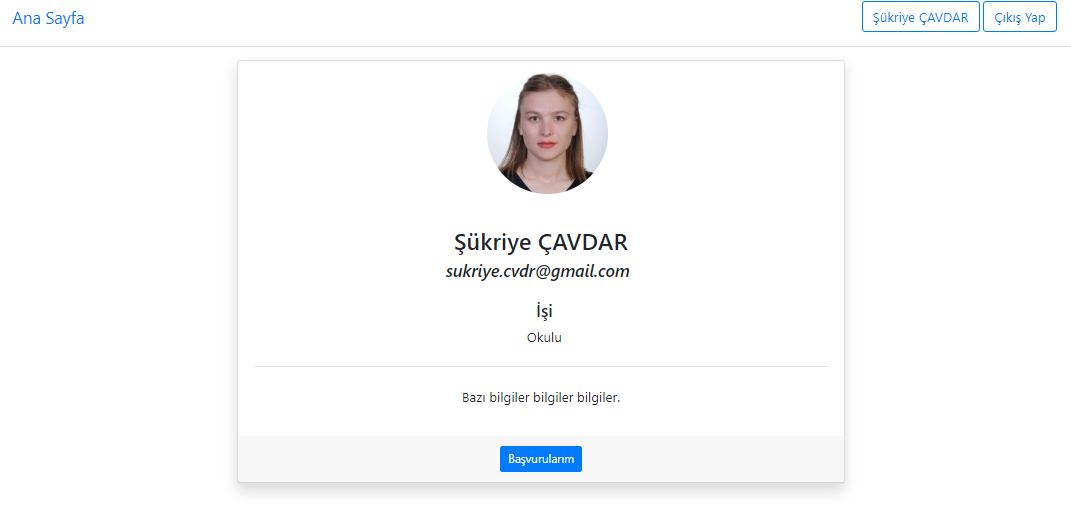 Ana Sayfa
Şükriye ÇAVDAR
Çıkış Yap
Şükriye ÇAVDAR
sukriye.cvdr@gmail.com
İşi
Okulu
Bazı bilgiler bilgiler bilgiler.
Başvurularım